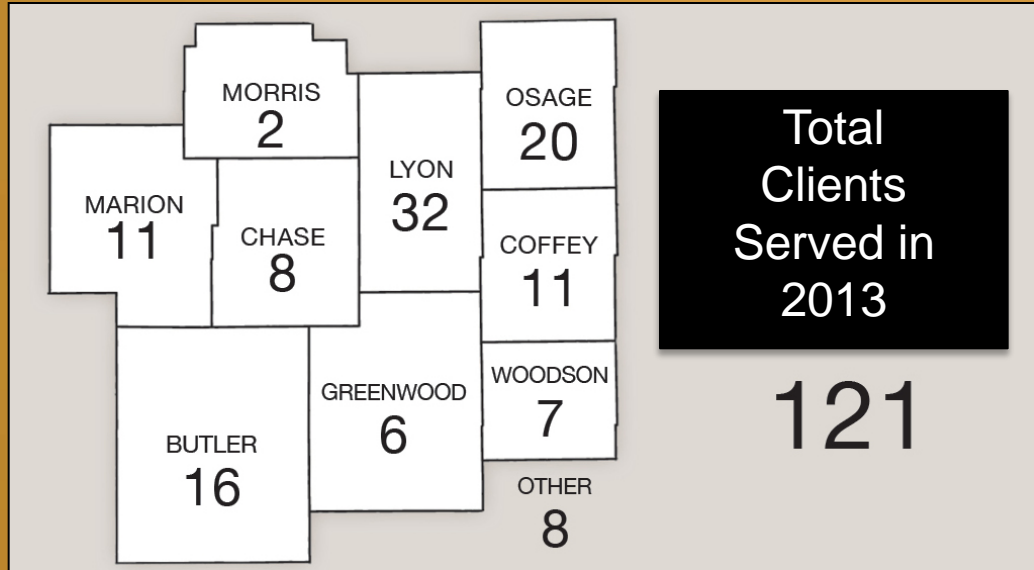 MORRIS
2
OSAGE
20
LYON
32
MARION
11
CHASE
8
COFFEY
11
WOODSON
7
GREENWOOD
6
BUTLER
16
OTHER
8
Total
Clients
Served in
2013
121